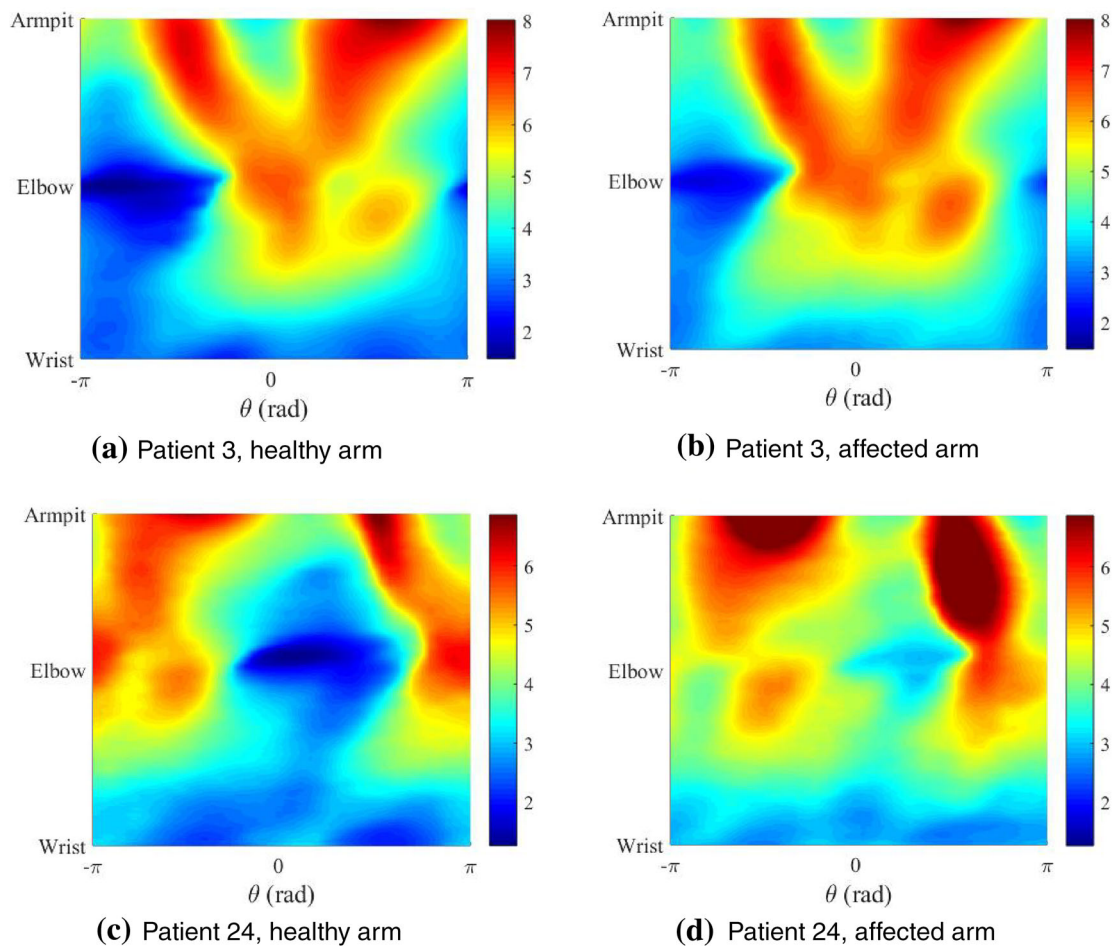 Armpit
Elbow
Wrist
-π 0 π
θ (rad)
8
7
6
5
4
3
2
(a) Patient 3, healthy arm
Armpit
Elbow
Wrist
-π 0 π
θ (rad)
8
7
6
5
4
3
2
(b) Patient 3, affected arm
Armpit
Elbow
Wrist
-π 0 π
θ (rad)
6
5
4
3
2
(c) Patient 24, healthy arm
Armpit
Elbow
Wrist
-π 0 π
θ (rad)
6
5
4
3
2
(d) Patient 24, affected arm